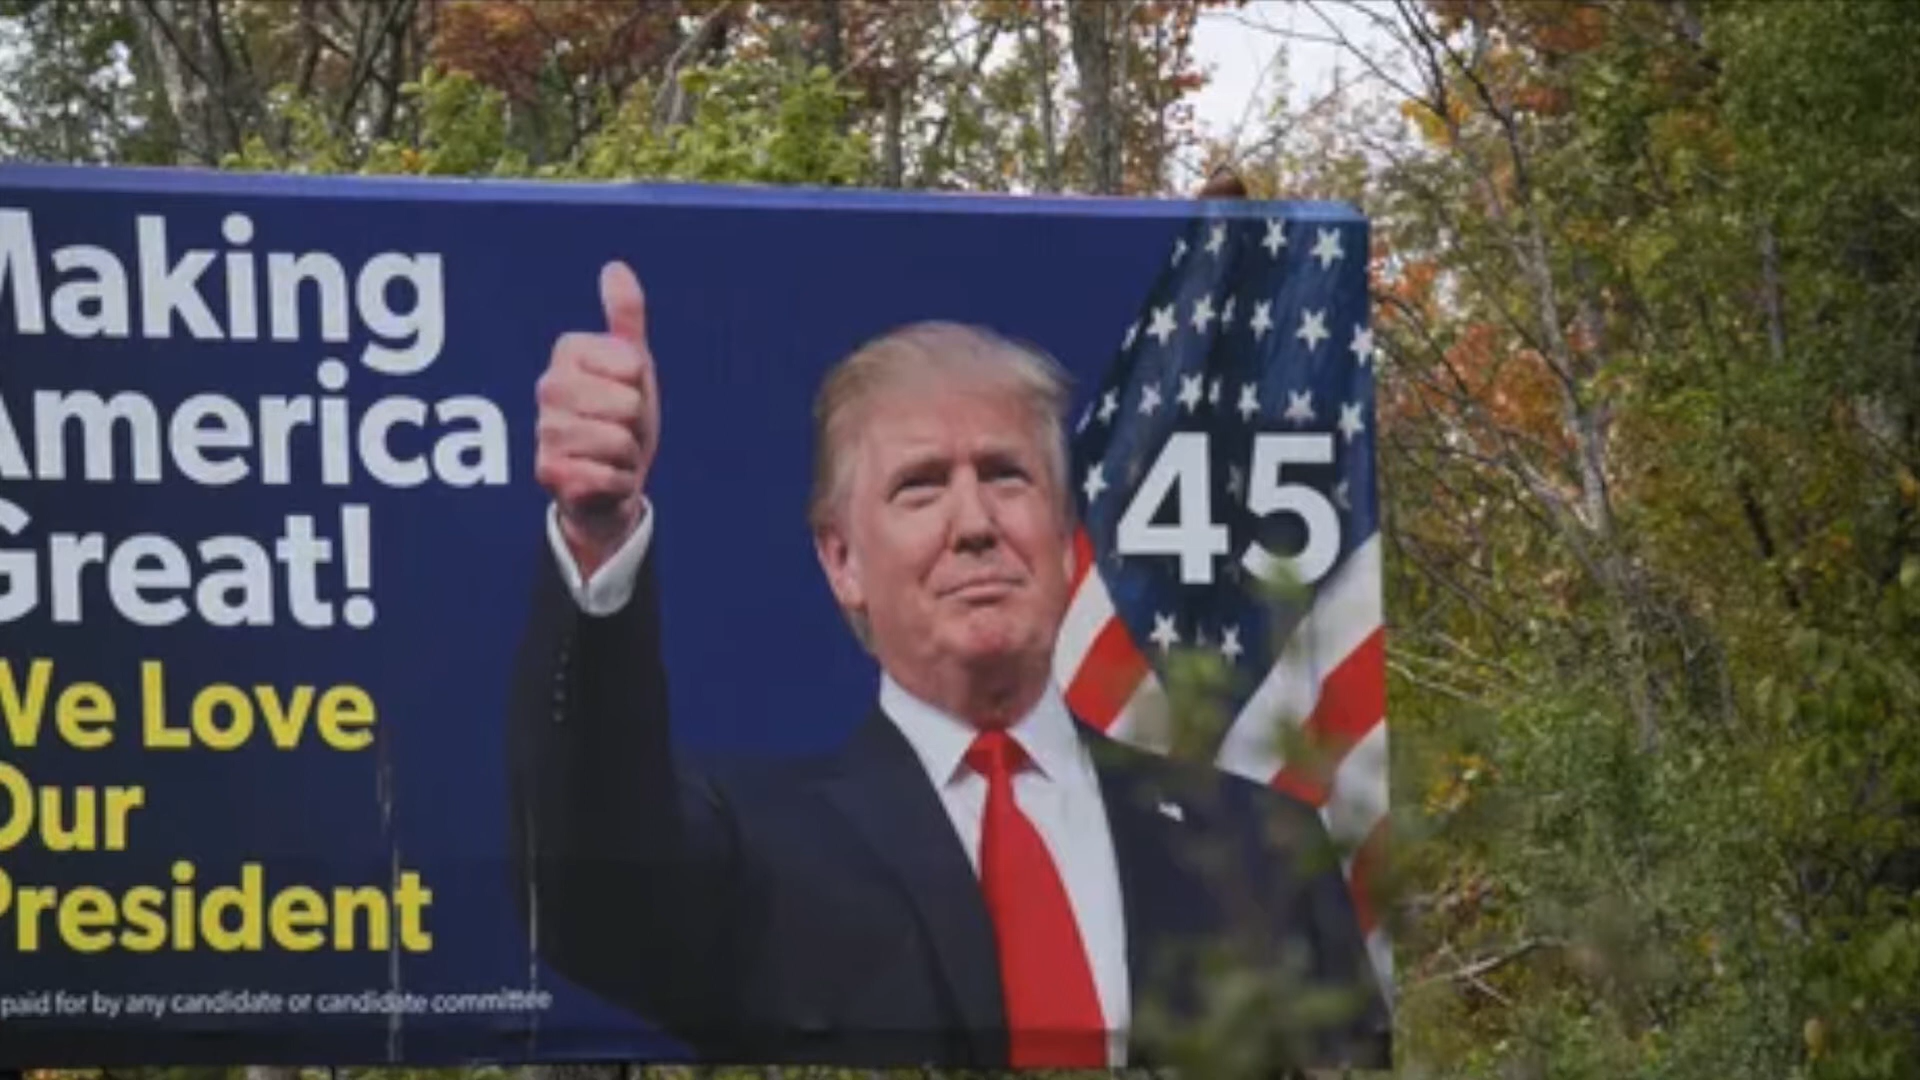 Making
America
Great!
45
We Love
Our
President
paid for by any candidate or candidate committee